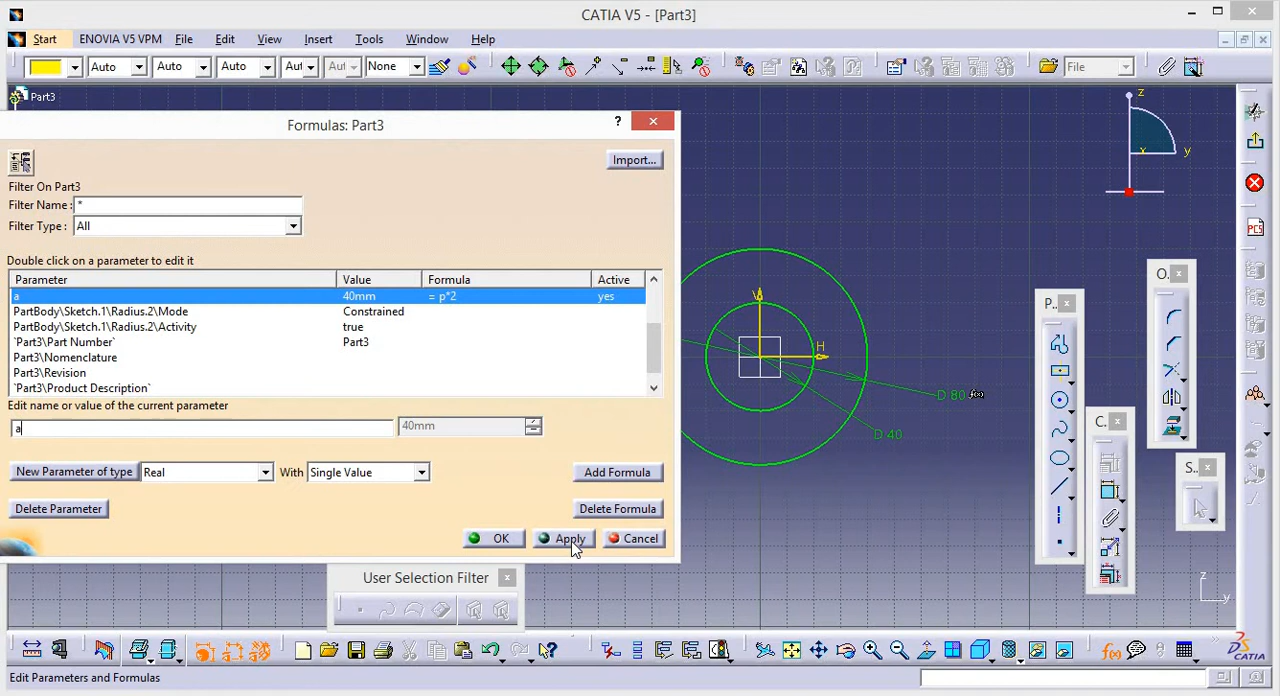 CATIA V5 - [Part3]
Start ENOVIA V5 VPM File Edit View Insert Tools Window Help
Auto Auto Auto Aut Aut None File
Part3
Formulas: Part3 ?
Import...
Filter On Part3
Filter Name : *
Filter Type : All
Double click on a parameter to edit it
Parameter Value Formula Active
a 40mm = p*2 yes
PartBody\Sketch.1\Radius.2\Mode Constrained
PartBody\Sketch.1\Radius.2\Activity true
`Part3\Part Number` Part3
Part3\Nomenclature
Part3\Revision
`Part3\Product Description`
Edit name or value of the current parameter
a 40mm
New Parameter of type Real With Single Value Add Formula
Delete Parameter Delete Formula
OK Apply Cancel
User Selection Filter
z
x y
V
H
D 80 f(x)
D 40
O..
P..
C..
S..
PCS
z
y
f(x)
CATIA
Edit Parameters and Formulas